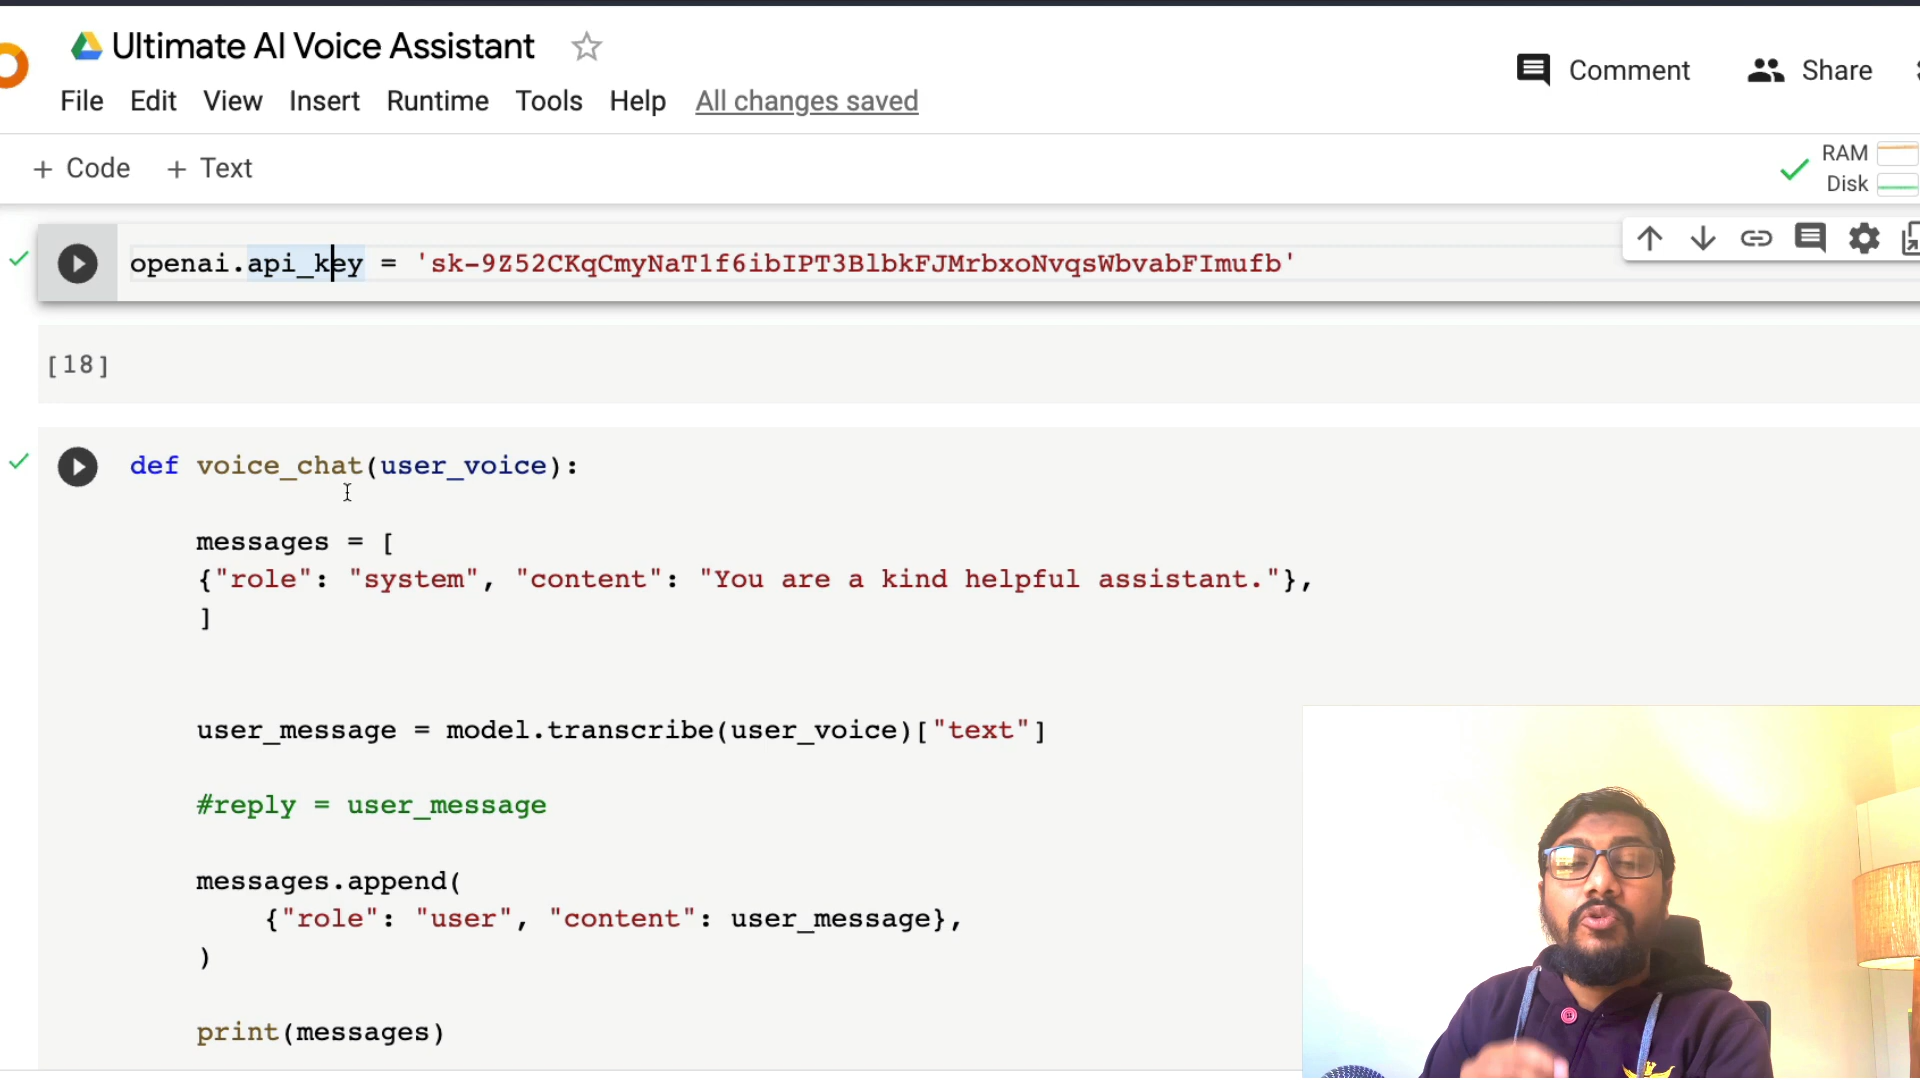 Ultimate AI Voice Assistant
Comment Share
File Edit View Insert Runtime Tools Help All changes saved
+ Code + Text
RAM
Disk
openai.api_key = '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'
[18]
def voice_chat(user_voice):
messages = [
{"role": "system", "content": "You are a kind helpful assistant."},
]
user_message = model.transcribe(user_voice)["text"]
#reply = user_message
messages.append(
{"role": "user", "content": user_message},
)
print(messages)